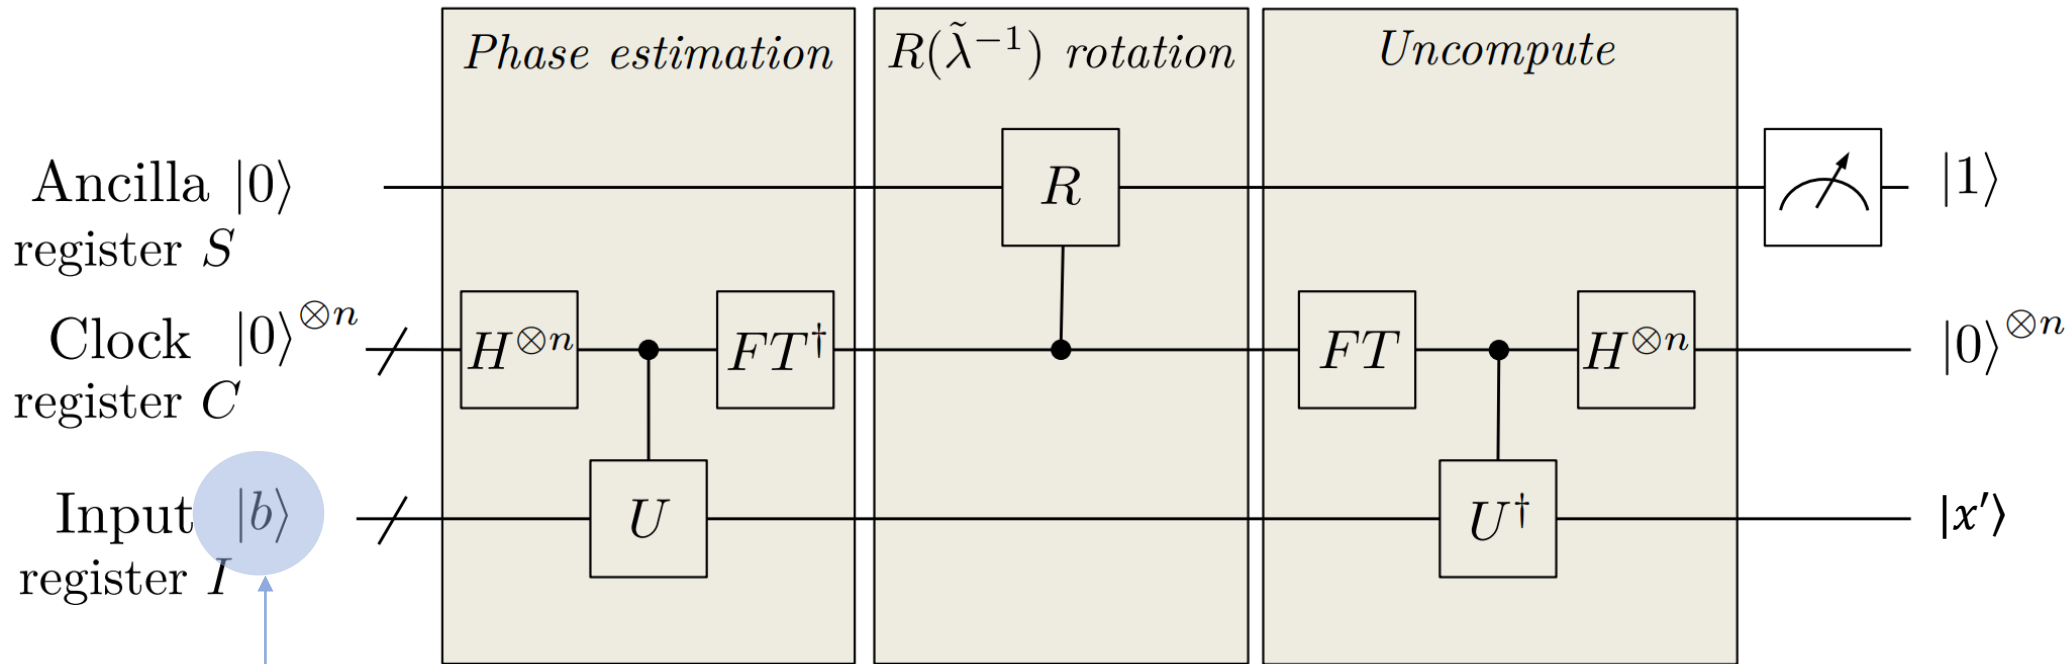 Phase estimation
R(λ̃⁻¹) rotation
Uncompute
Ancilla |0⟩
register S
R
|1⟩
Clock |0⟩^{⊗n}
register C
H^{⊗n}
FT†
FT
H^{⊗n}
|0⟩^{⊗n}
Input |b⟩
register I
U
U†
|x′⟩